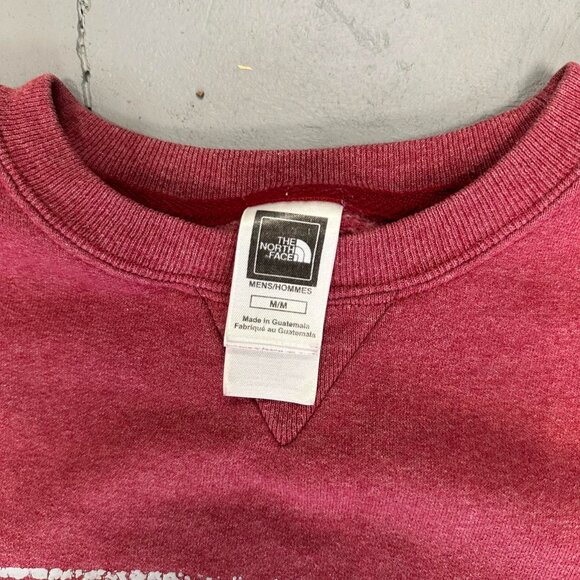 THE
NORTH
FACE
MENS/HOMMES
M/M
Made in Guatemala
Fabriqué au Guatemala